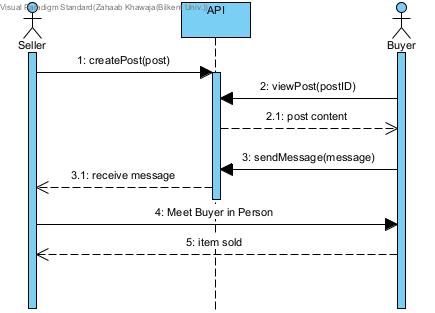 Visual Paradigm Standard(Zahaab Khawaja(Bilkent Univ.))
API
Seller
Buyer
1: createPost(post)
2: viewPost(postID)
2.1: post content
3: sendMessage(message)
3.1: receive message
4: Meet Buyer in Person
5: item sold